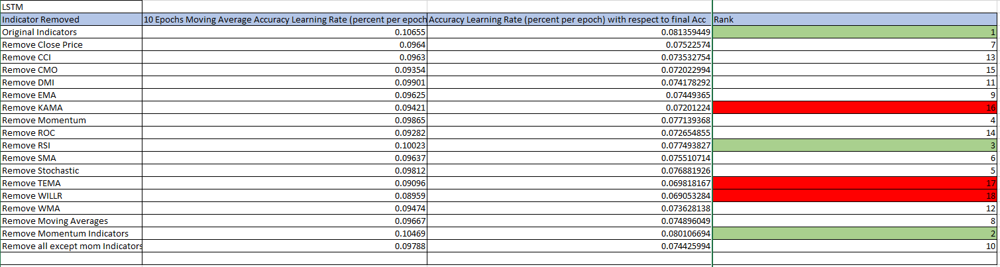 LSTM
Indicator Removed 10 Epochs Moving Average Accuracy Learning Rate (percent per epoch Accuracy Learning Rate (percent per epoch) with respect to final Acc Rank
Original Indicators 0.10655 0.081359449 1
Remove Close Price 0.0964 0.07522574 7
Remove CCI 0.0963 0.073532754 13
Remove CMO 0.09354 0.072022994 15
Remove DMI 0.09901 0.074178292 11
Remove EMA 0.09625 0.07449365 9
Remove KAMA 0.09421 0.07201224 16
Remove Momentum 0.09865 0.077139368 4
Remove ROC 0.09282 0.072654855 14
Remove RSI 0.10023 0.077493827 3
Remove SMA 0.09637 0.075510714 6
Remove Stochastic 0.09812 0.076881926 5
Remove TEMA 0.09096 0.069818167 17
Remove WILLR 0.08959 0.069053284 18
Remove WMA 0.09474 0.073628138 12
Remove Moving Averages 0.09667 0.074896049 8
Remove Momentum Indicators 0.10469 0.080106694 2
Remove all except mom Indicators 0.09788 0.074425994 10